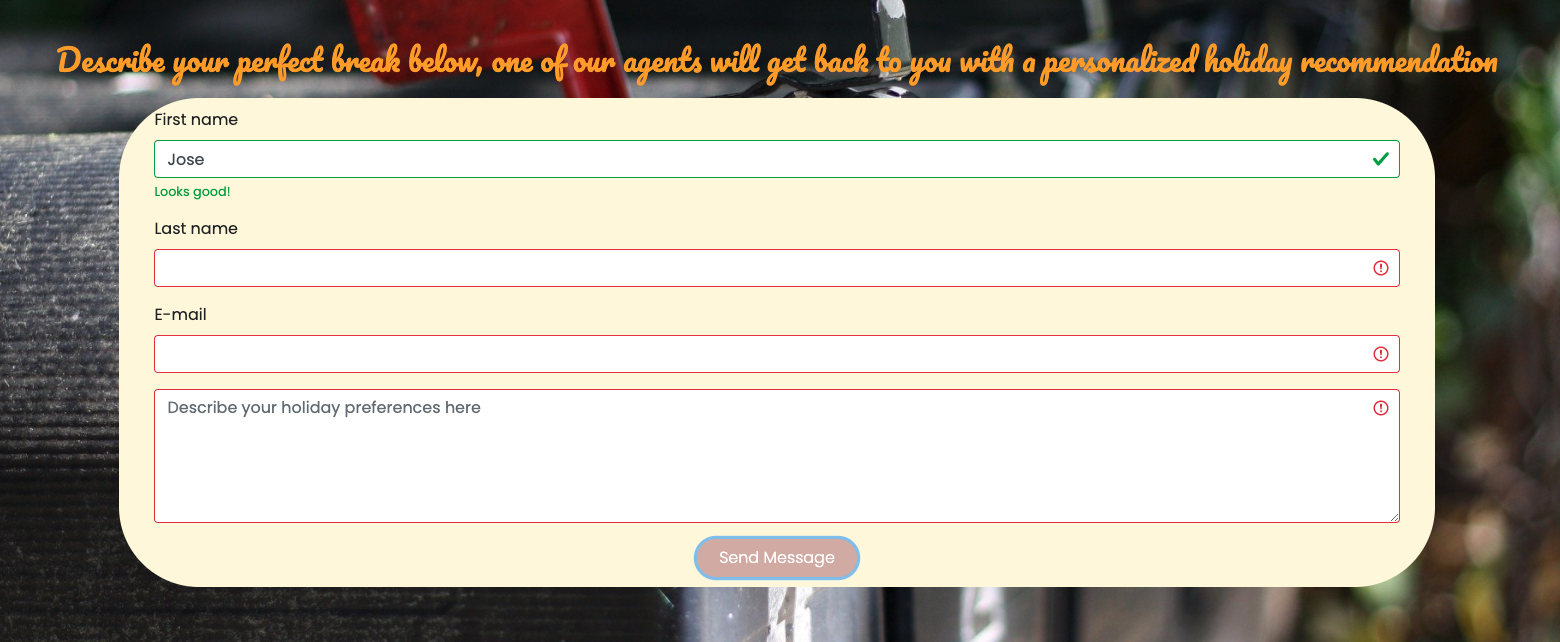 Describe your perfect break below, one of our agents will get back to you with a personalized holiday recommendation
First name
Jose
Looks good!
Last name
E-mail
Describe your holiday preferences here
Send Message